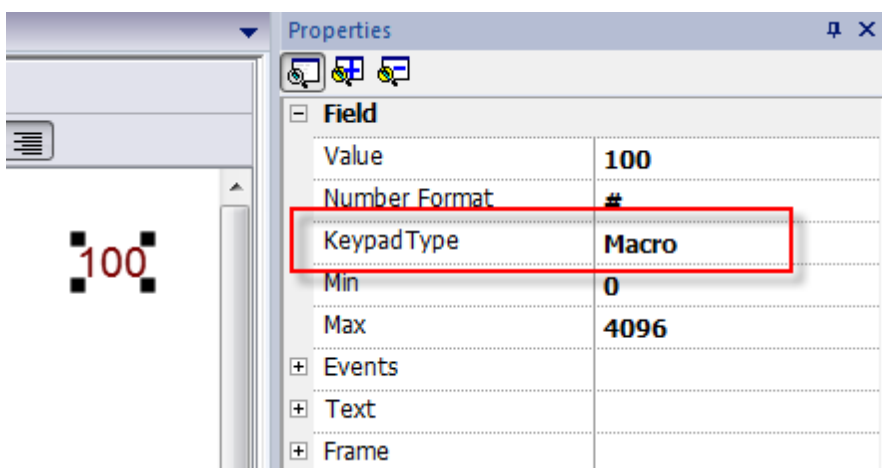 Properties
Field
Value 100
Number Format #
KeypadType Macro
100
Min 0
Max 4096
Events
Text
Frame